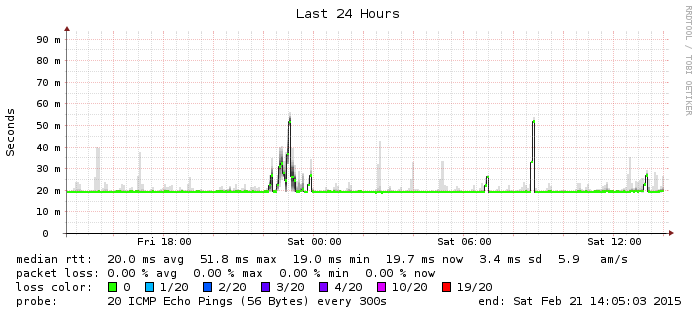 Last 24 Hours
RRDTOOL / TOBI OETIKER
Seconds
90 m
80 m
70 m
60 m
50 m
40 m
30 m
20 m
10 m
0
Fri 18:00 Sat 00:00 Sat 06:00 Sat 12:00
median rtt: 20.0 ms avg 51.8 ms max 19.0 ms min 19.7 ms now 3.4 ms sd 5.9 am/s
packet loss: 0.00 % avg 0.00 % max 0.00 % min 0.00 % now
loss color: 0 1/20 2/20 3/20 4/20 10/20 19/20
probe: 20 ICMP Echo Pings (56 Bytes) every 300s end: Sat Feb 21 14:05:03 2015